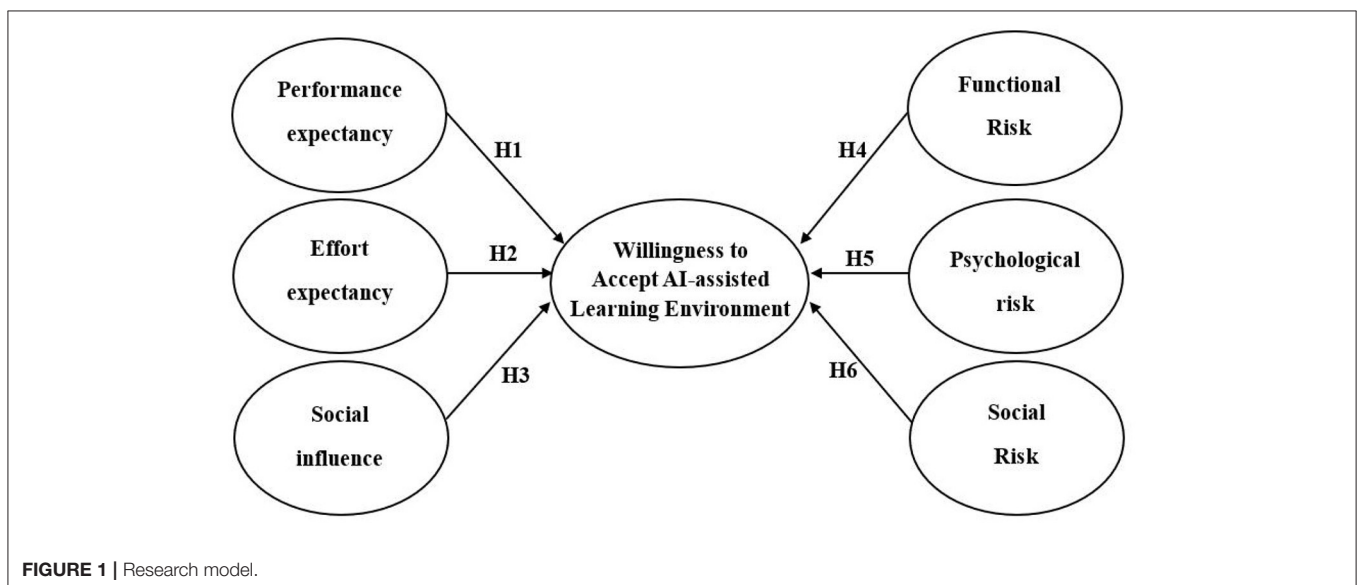 Performance
expectancy
H1
Effort
expectancy
H2
Social
influence
H3
Willingness to
Accept AI-assisted
Learning Environment
Functional
Risk
H4
Psychological
risk
H5
Social
Risk
H6
FIGURE 1 | Research model.